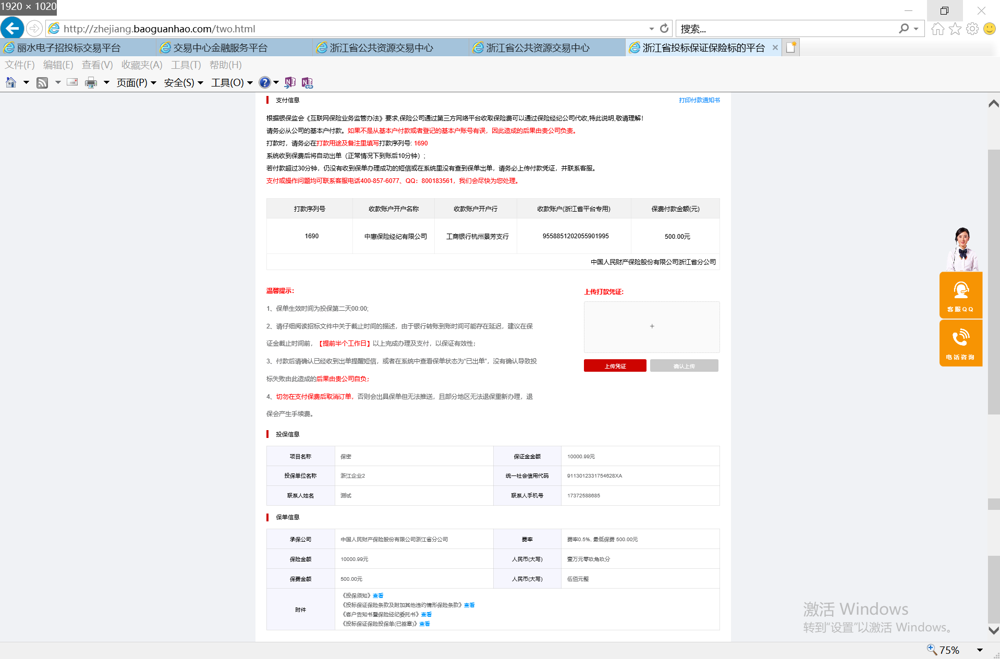 1920 × 1020
http://zhejiang.baoguanhao.com/two.html
搜索...
丽水电子招投标交易平台
交易中心金融服务平台
浙江省公共资源交易中心
浙江省公共资源交易中心
浙江省投标保证保险标的平台
文件(F) 编辑(E) 查看(V) 收藏夹(A) 工具(T) 帮助(H)
页面(P) 安全(S) 工具(O)
支付信息
打印付款通知书
根据银保监会《互联网保险业务监管办法》要求,保险公司通过第三方网络平台收取保险费可以通过保险经纪公司代收,特此说明,敬请理解!
请务必从公司的基本户付款。如果不是从基本户付款或者登记的基本户账号有误，因此造成的后果由贵公司负责。
打款时，请务必在打款用途及备注里填写打款序列号: 1690
系统收到保费后将自动出单（正常情况下到账后10分钟）;
若付款超过30分钟，仍没有收到保单办理成功的短信或在系统里没有查到保单出单，请务必上传付款凭证，并联系客服。
支付或操作问题均可联系客服电话400-857-6077、QQ：800183561，我们会尽快为您处理。
打款序列号 收款账户开户名称 收款账户开户行 收款账户(浙江省平台专用) 保费付款金额(元)
1690 中惠保险经纪有限公司 工商银行杭州景芳支行 9558851202055901995 500.00元
中国人民财产保险股份有限公司浙江省分公司
温馨提示：
1、保单生效时间为投保第二天00:00;
2、请仔细阅读招标文件中关于截止时间的描述，由于银行转账到账时间可能存在延迟，建议在保
证金截止时间前，【提前半个工作日】以上完成办理及支付，以保证有效性；
3、付款后请确认已经收到出单提醒短信，或者在系统中查看保单状态为“已出单”，没有确认导致投
标失败由此造成的后果由贵公司自负；
4、切勿在支付保费后取消订单，否则会出具保单但无法推送，且部分地区无法退保重新办理，退
保会产生手续费。
上传打款凭证:
+
上传凭证 确认上传
客服QQ
电话咨询
投保信息
项目名称 保密 保证金金额 10000.99元
投保单位名称 浙江企业2 统一社会信用代码 9113012331754628XA
联系人姓名 测试 联系人手机号 17372588685
保单信息
承保公司 中国人民财产保险股份有限公司浙江省分公司 费率 费率0.5%, 最低保费 500.00元
保险金额 10000.99元 人民币(大写) 壹万元零玖角玖分
保费金额 500.00元 人民币(大写) 伍佰元整
附件
《投保须知》查看
《投标保证保险条款及附加其他违约情形保险条款》查看
《客户告知书暨保险经纪委托书》查看
《投标保证保险投保单(已签章)》查看
激活 Windows
转到“设置”以激活 Windows。
75%